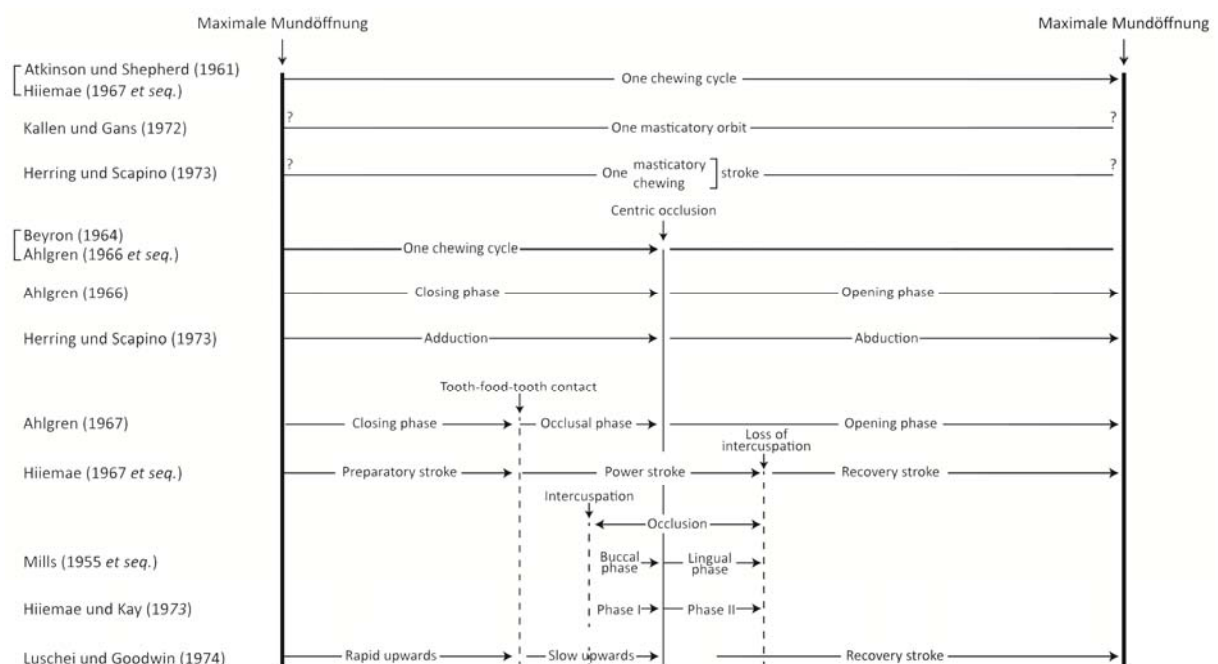 Maximale Mundöffnung Maximale Mundöffnung
Atkinson und Shepherd (1961)
Hiiemae (1967 et seq.)
One chewing cycle
Kallen und Gans (1972) ? One masticatory orbit ?
Herring und Scapino (1973) ? One masticatory chewing stroke ?
Centric occlusion
Beyron (1964)
Ahlgren (1966 et seq.)
One chewing cycle
Ahlgren (1966) Closing phase Opening phase
Herring und Scapino (1973) Adduction Abduction
Tooth-food-tooth contact
Ahlgren (1967) Closing phase Occlusal phase Opening phase
Loss of
intercuspation
Hiiemae (1967 et seq.) Preparatory stroke Power stroke Recovery stroke
Intercuspation
Occlusion
Mills (1955 et seq.) Buccal phase Lingual phase
Hiiemae und Kay (1973) Phase I Phase II
Luschei und Goodwin (1974) Rapid upwards Slow upwards Recovery stroke